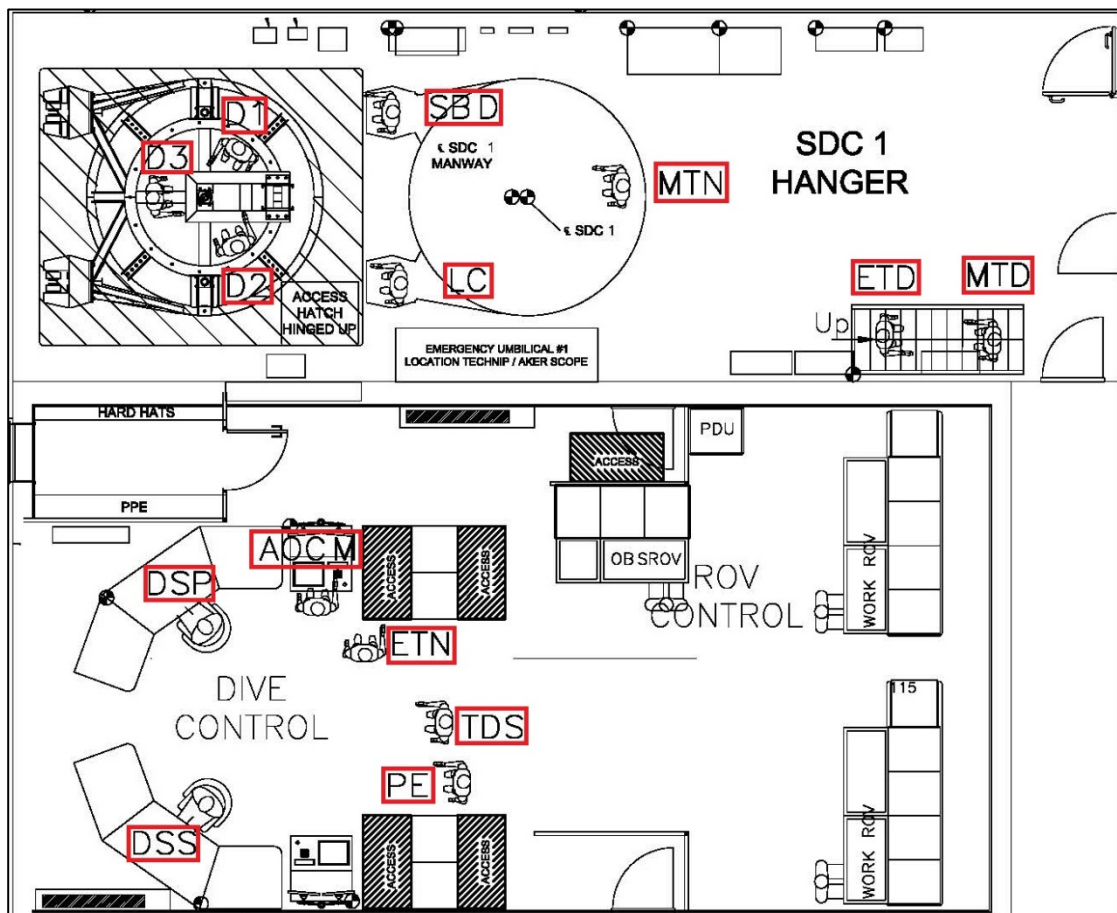 D1
SBD
D3
℄ SDC 1
MANWAY
MTN
SDC 1
HANGER
℄ SDC 1
D2
LC
ACCESS
HATCH
HINGED UP
ETD
MTD
Up
EMERGENCY UMBILICAL #1
LOCATION TECHNIP / AKER SCOPE
HARD HATS
PPE
PDU
ACCESS
AOCM
ACCESS
ACCESS
OBSROV
ROV
CONTROL
WORK ROV
DSP
ETN
DIVE
CONTROL
TDS
115
PE
DSS
ACCESS
ACCESS
WORK ROV